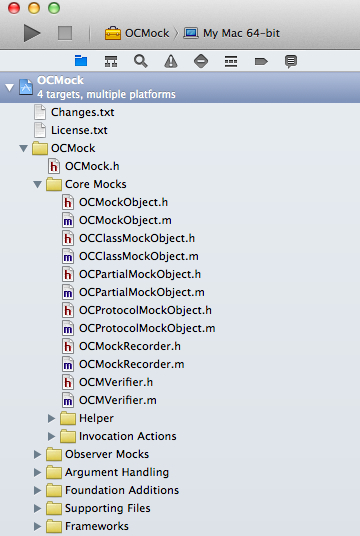 OCMock My Mac 64-bit
OCMock
4 targets, multiple platforms
Changes.txt
License.txt
OCMock
OCMock.h
Core Mocks
OCMockObject.h
OCMockObject.m
OCClassMockObject.h
OCClassMockObject.m
OCPartialMockObject.h
OCPartialMockObject.m
OCProtocolMockObject.h
OCProtocolMockObject.m
OCMockRecorder.h
OCMockRecorder.m
OCMVerifier.h
OCMVerifier.m
Helper
Invocation Actions
Observer Mocks
Argument Handling
Foundation Additions
Supporting Files
Frameworks